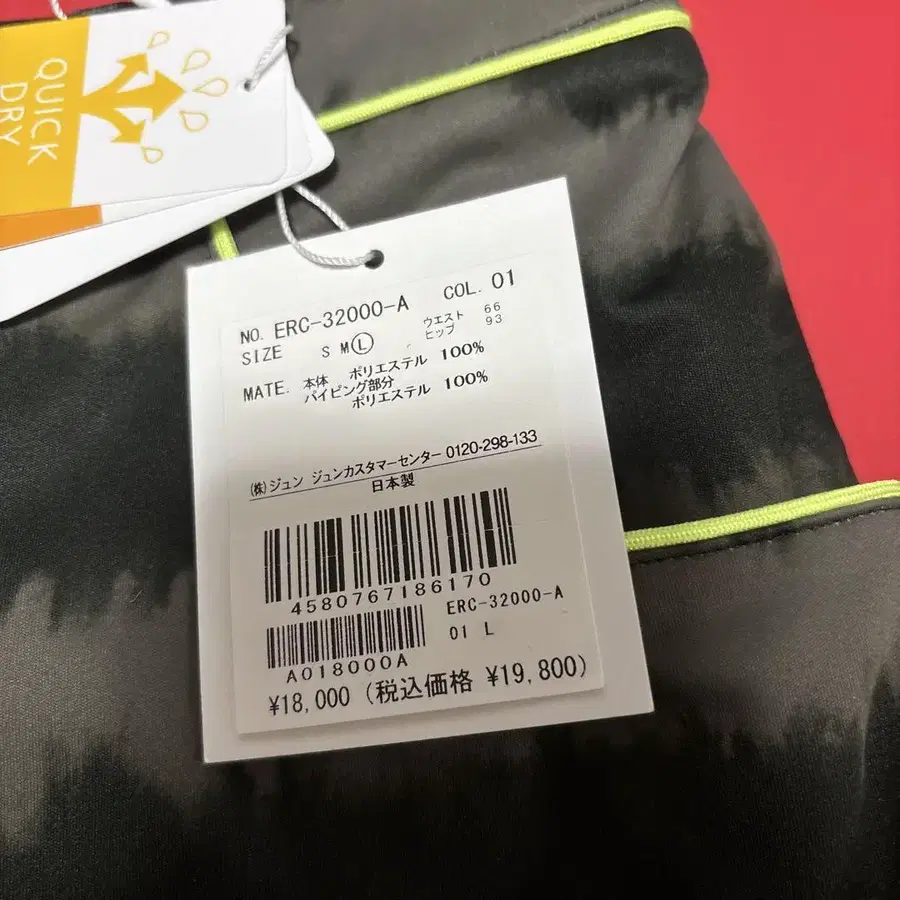 QUICK
DRY
NO. ERC-32000-A COL. 01
SIZE S M Ⓛ ウエスト 66
ヒップ 93
MATE. 本体 ポリエステル 100%
パイピング部分
ポリエステル 100%
(株)ジュン ジュンカスタマーセンター 0120-298-133
日本製
4580767186170
ERC-32000-A
01 L
A018000A
¥18,000 (税込価格 ¥19,800)